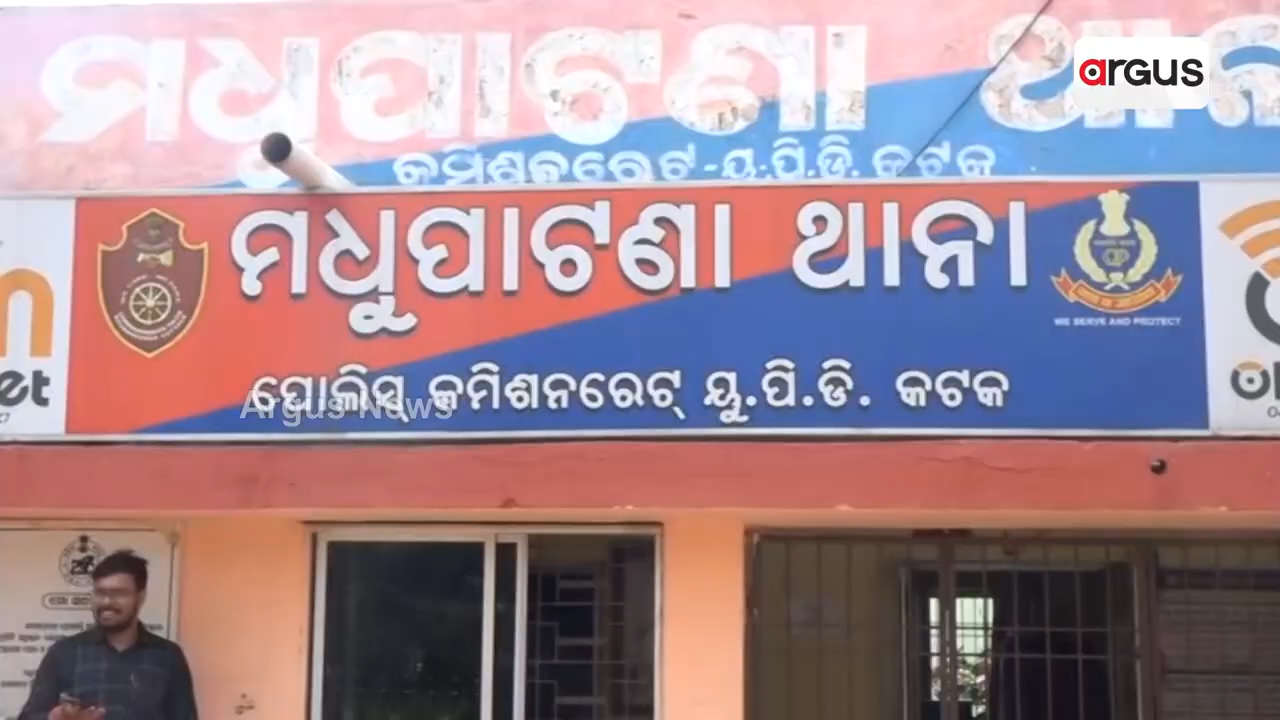 ମଧୁପାଟଣା ଥାନା
argus
କମିଶନରେଟ -ୟୁ.ପି.ଡି. କଟକ
ମଧୁପାଟଣା ଥାନା
WE SERVE AND PROTECT
ପୋଲିସ୍ କମିଶନରେଟ୍ ୟୁ.ପି.ଡି. କଟକ
Argus News